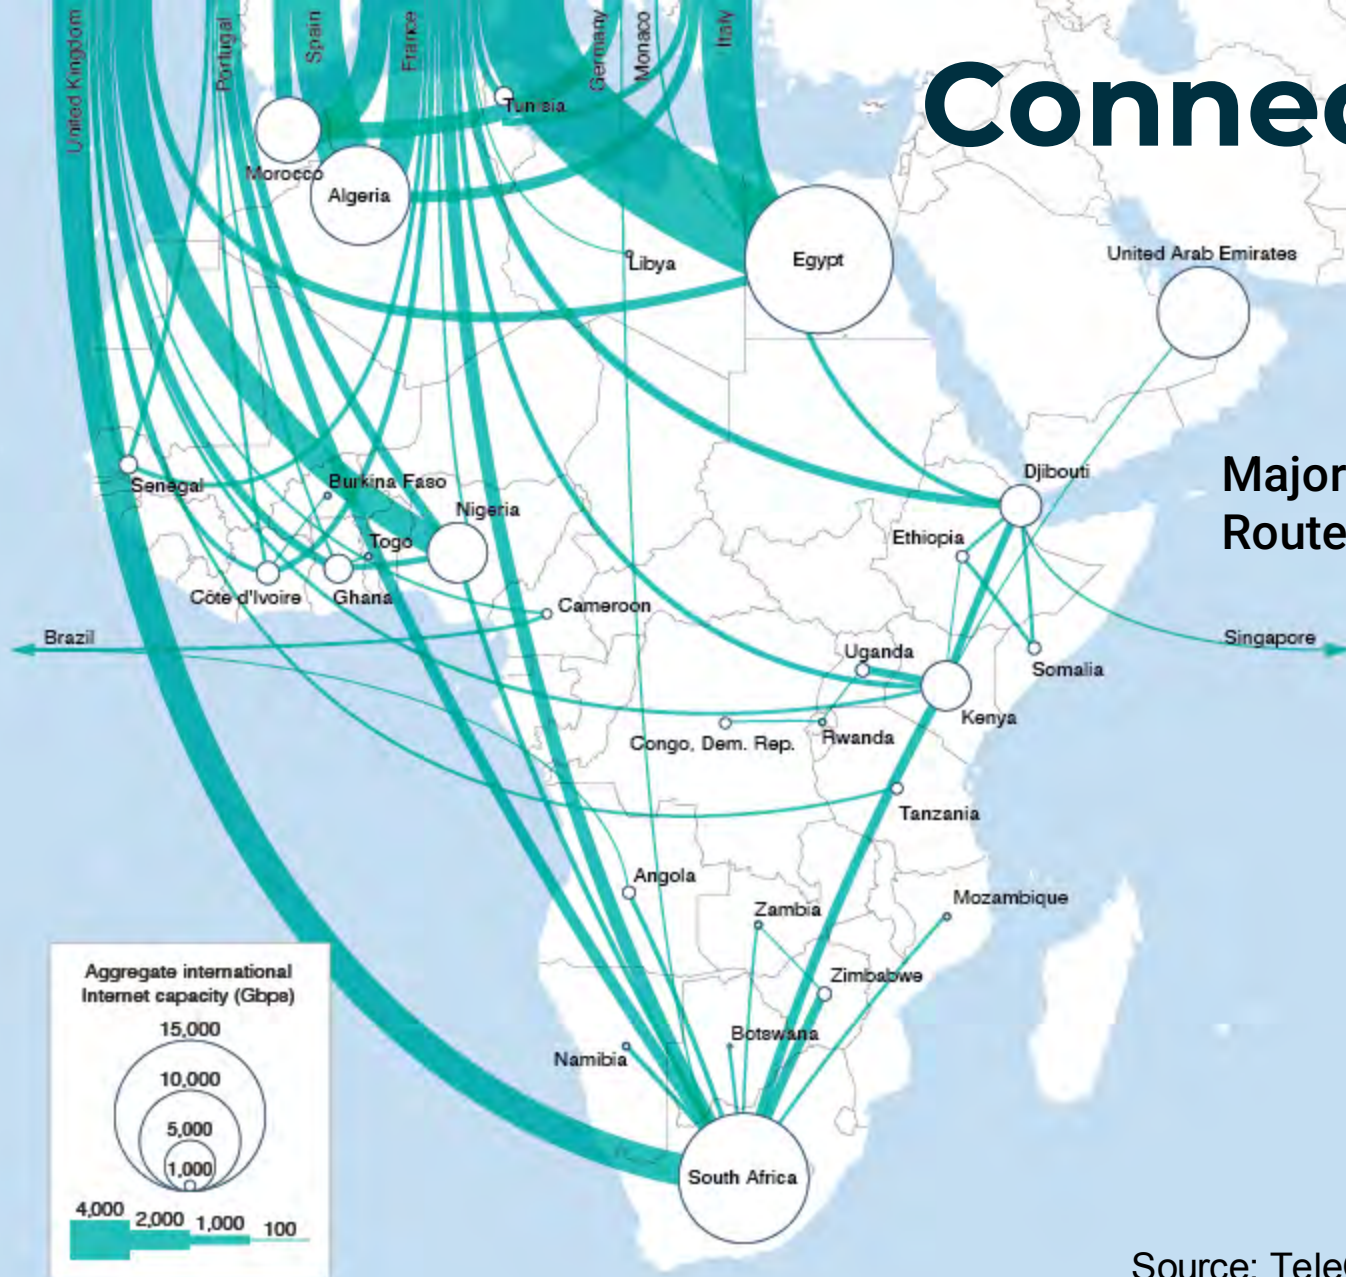 United Kingdom
Portugal
Spain
France
Germany
Monaco
Italy
Connec
Tunisia
Morocco
Algeria
Libya
Egypt
United Arab Emirates
Major
Route
Djibouti
Senegal
Burkina Faso
Nigeria
Togo
Ethiopia
Côte d'Ivoire
Ghana
Cameroon
Brazil
Singapore
Uganda
Somalia
Kenya
Congo, Dem. Rep.
Rwanda
Tanzania
Angola
Zambia
Mozambique
Zimbabwe
Botswana
Namibia
South Africa
Aggregate international
Internet capacity (Gbps)
15,000
10,000
5,000
1,000
4,000 2,000 1,000 100
Source: Tele